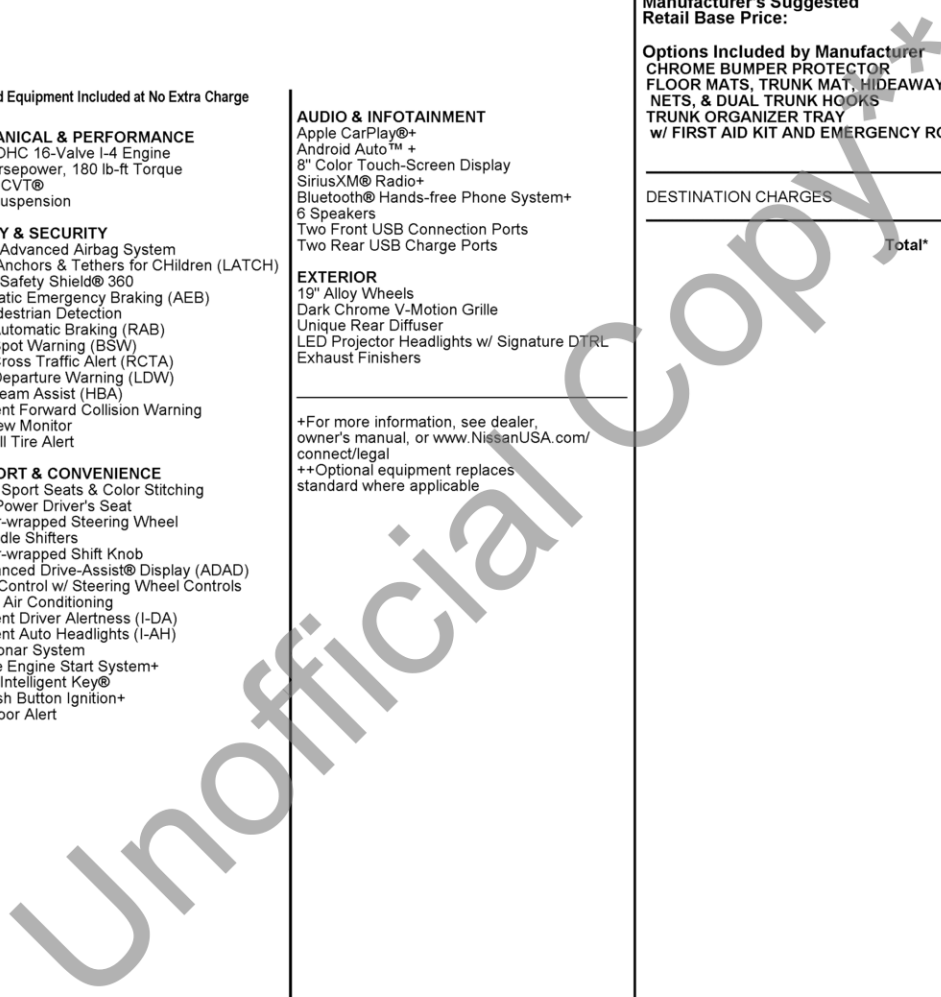 d Equipment Included at No Extra Charge
ANICAL & PERFORMANCE
OHC 16-Valve I-4 Engine
rsepower, 180 lb-ft Torque
CVT®
uspension
Y & SECURITY
Advanced Airbag System
Anchors & Tethers for CHildren (LATCH)
Safety Shield® 360
atic Emergency Braking (AEB)
destrian Detection
utomatic Braking (RAB)
pot Warning (BSW)
ross Traffic Alert (RCTA)
Departure Warning (LDW)
eam Assist (HBA)
ent Forward Collision Warning
ew Monitor
ll Tire Alert
ORT & CONVENIENCE
Sport Seats & Color Stitching
Power Driver's Seat
r-wrapped Steering Wheel
dle Shifters
r-wrapped Shift Knob
anced Drive-Assist® Display (ADAD)
Control w/ Steering Wheel Controls
Air Conditioning
ent Driver Alertness (I-DA)
ent Auto Headlights (I-AH)
onar System
e Engine Start System+
Intelligent Key®
sh Button Ignition+
oor Alert
AUDIO & INFOTAINMENT
Apple CarPlay®+
Android Auto™ +
8" Color Touch-Screen Display
SiriusXM® Radio+
Bluetooth® Hands-free Phone System+
6 Speakers
Two Front USB Connection Ports
Two Rear USB Charge Ports
EXTERIOR
19" Alloy Wheels
Dark Chrome V-Motion Grille
Unique Rear Diffuser
LED Projector Headlights w/ Signature DTRL
Exhaust Finishers
+For more information, see dealer,
owner's manual, or www.NissanUSA.com/
connect/legal
++Optional equipment replaces
standard where applicable
Manufacturer's Suggested
Retail Base Price:
Options Included by Manufacturer
CHROME BUMPER PROTECTOR
FLOOR MATS, TRUNK MAT, HIDEAWAY
NETS, & DUAL TRUNK HOOKS
TRUNK ORGANIZER TRAY
w/ FIRST AID KIT AND EMERGENCY RO
DESTINATION CHARGES
Total*
Unofficial Copy **